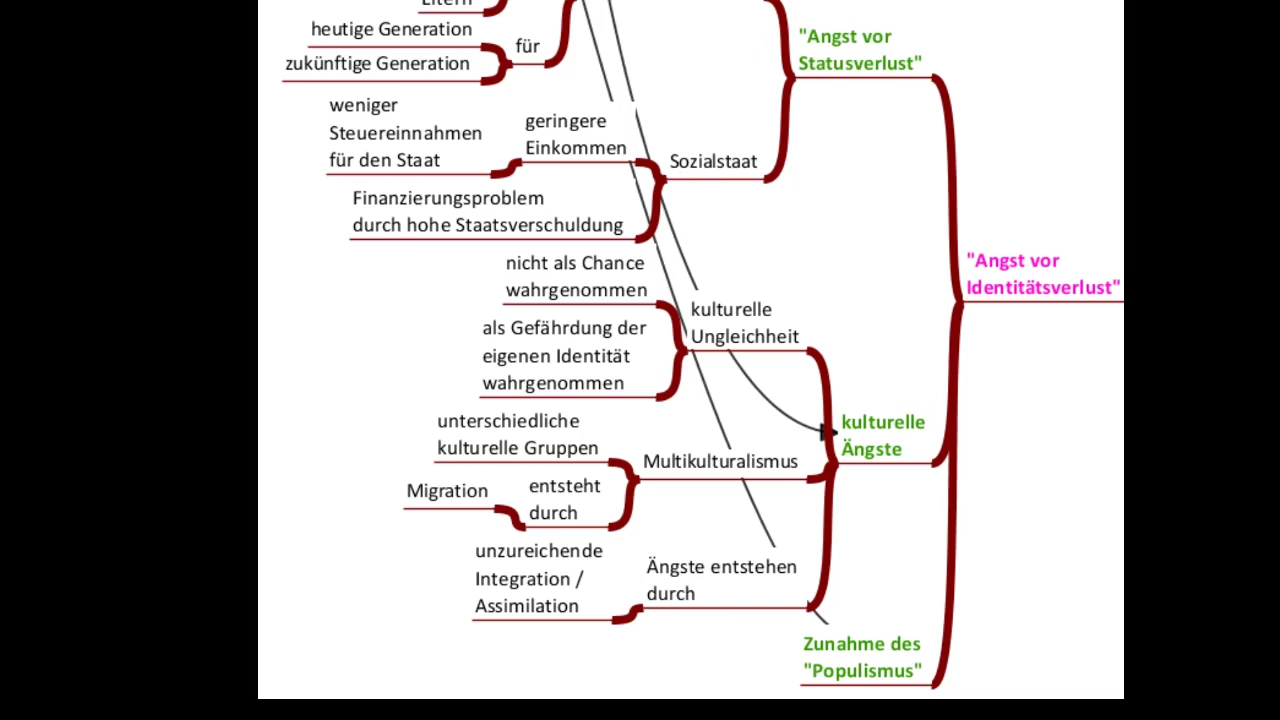 Eltern
heutige Generation
zukünftige Generation
für
"Angst vor
Statusverlust"
weniger
Steuereinnahmen
für den Staat
geringere
Einkommen
Sozialstaat
Finanzierungsproblem
durch hohe Staatsverschuldung
"Angst vor
Identitätsverlust"
nicht als Chance
wahrgenommen
als Gefährdung der
eigenen Identität
wahrgenommen
kulturelle
Ungleichheit
kulturelle
Ängste
unterschiedliche
kulturelle Gruppen
Multikulturalismus
Migration
entsteht
durch
unzureichende
Integration /
Assimilation
Ängste entstehen
durch
Zunahme des
"Populismus"